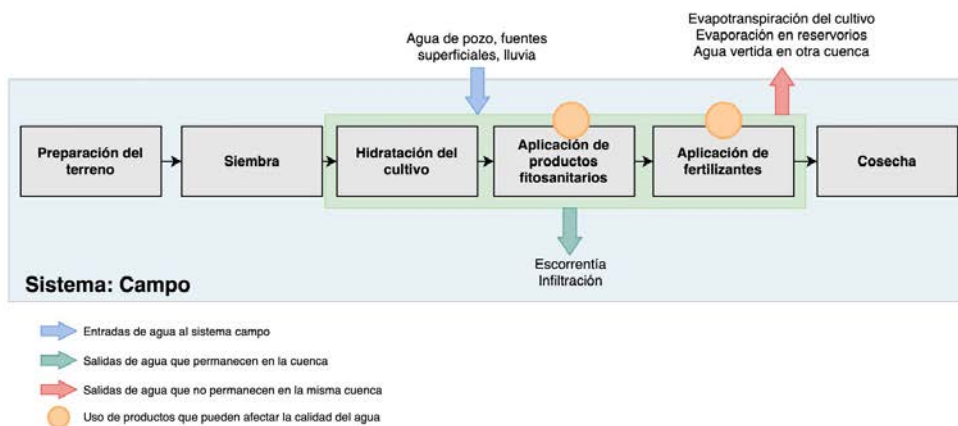 Evapotranspiración del cultivo
Evaporación en reservorios
Agua vertida en otra cuenca
Agua de pozo, fuentes
superficiales, lluvia
Preparación del
terreno
Siembra
Hidratación del
cultivo
Aplicación de
productos
fitosanitarios
Aplicación de
fertilizantes
Cosecha
Escorrentía
Infiltración
Sistema: Campo
Entradas de agua al sistema campo
Salidas de agua que permanecen en la cuenca
Salidas de agua que no permanecen en la misma cuenca
Uso de productos que pueden afectar la calidad del agua